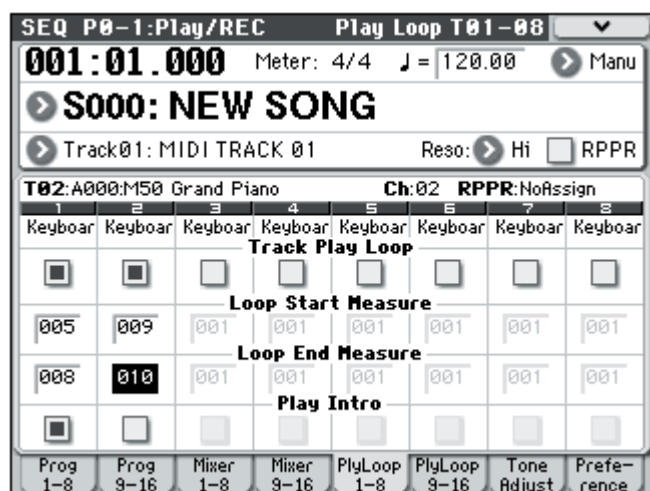 SEQ P0-1:Play/REC Play Loop T01-08
001:01.000 Meter: 4/4 ♩= 120.00 Manu
S000: NEW SONG
Track01: MIDI TRACK 01 Reso: Hi RPPR
T02:A000:M50 Grand Piano Ch:02 RPPR:NoAssign
1 2 3 4 5 6 7 8
Keyboar Keyboar Keyboar Keyboar Keyboar Keyboar Keyboar Keyboar
Track Play Loop
Loop Start Measure
005 009 001 001 001 001 001 001
Loop End Measure
008 010 001 001 001 001 001 001
Play Intro
Prog 1-8 Prog 9-16 Mixer 1-8 Mixer 9-16 PlyLoop 1-8 PlyLoop 9-16 Tone Adjust Prefe-rence